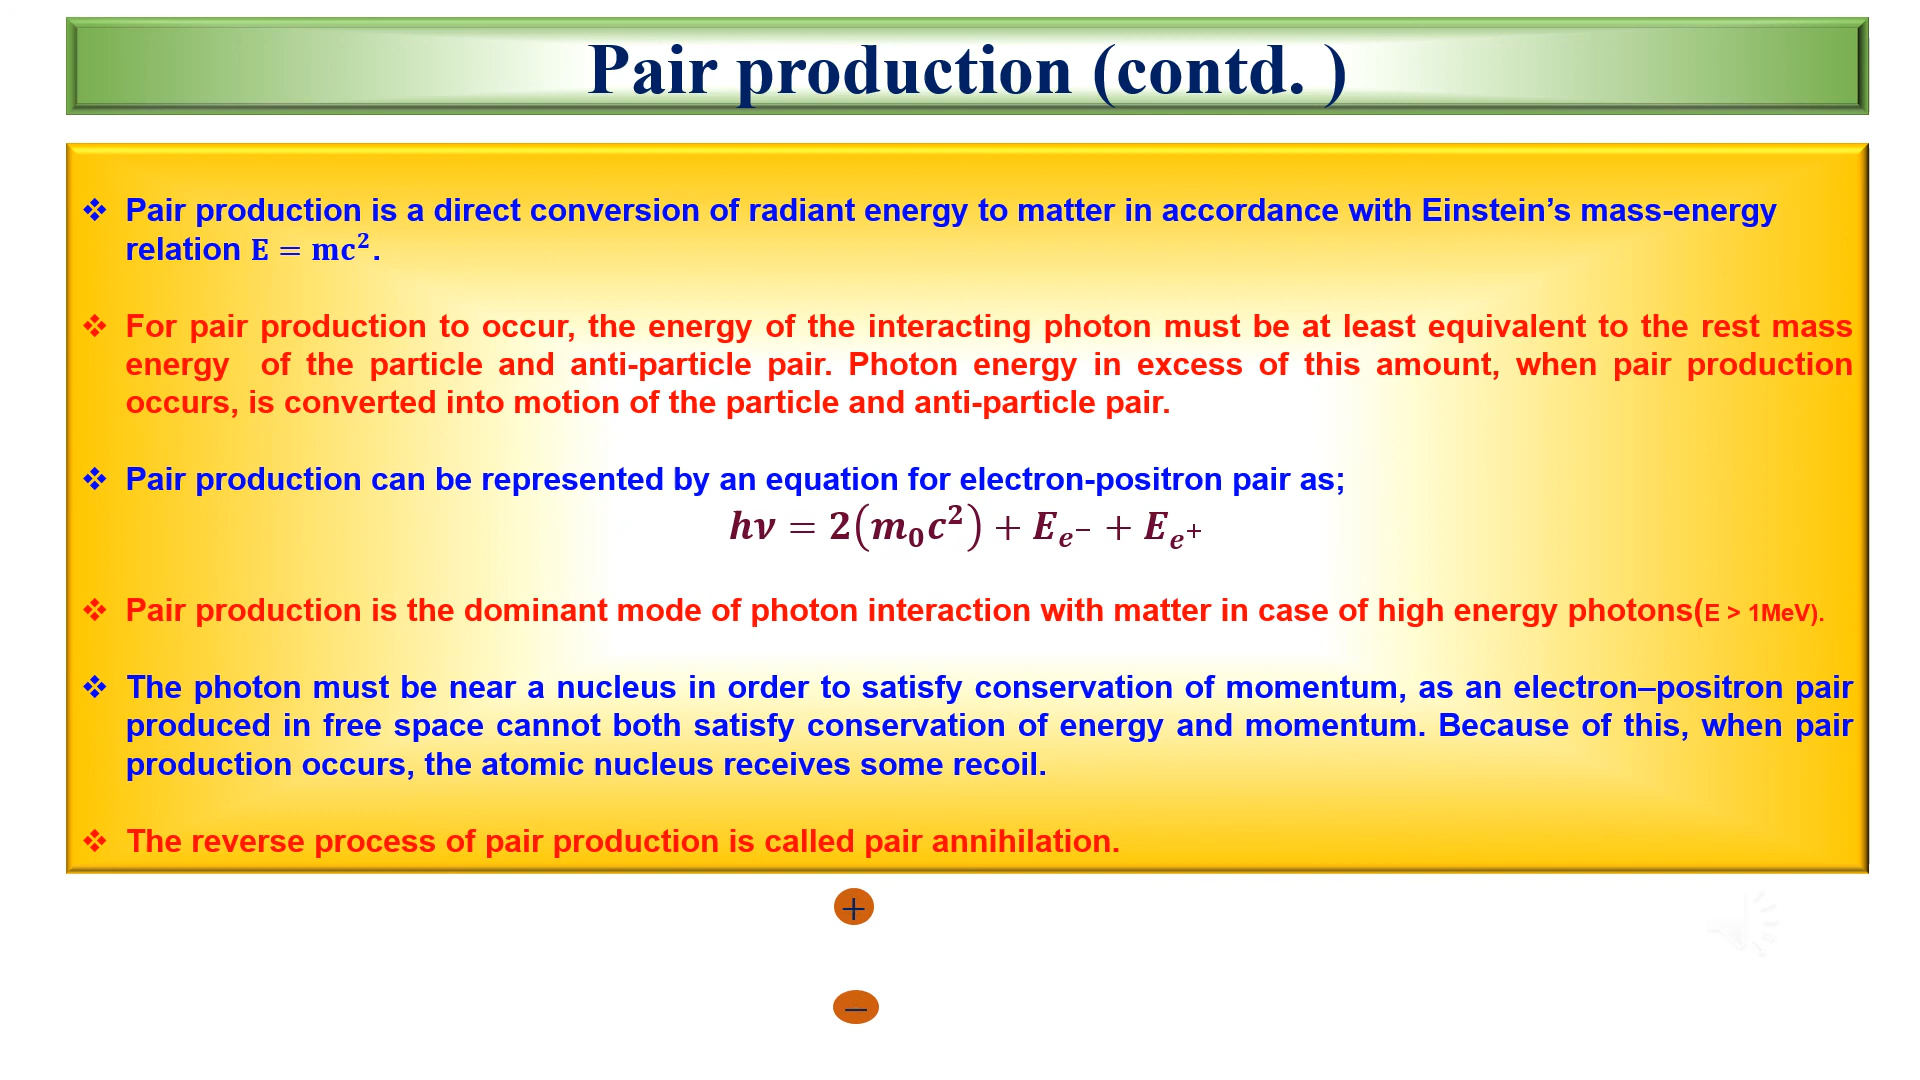 Pair production (contd. )
❖ Pair production is a direct conversion of radiant energy to matter in accordance with Einstein’s mass-energy
relation E = mc².
❖ For pair production to occur, the energy of the interacting photon must be at least equivalent to the rest mass
energy of the particle and anti-particle pair. Photon energy in excess of this amount, when pair production
occurs, is converted into motion of the particle and anti-particle pair.
❖ Pair production can be represented by an equation for electron-positron pair as;
hν = 2(m₀c²) + E_{e⁻} + E_{e⁺}
❖ Pair production is the dominant mode of photon interaction with matter in case of high energy photons(E > 1MeV).
❖ The photon must be near a nucleus in order to satisfy conservation of momentum, as an electron–positron pair
produced in free space cannot both satisfy conservation of energy and momentum. Because of this, when pair
production occurs, the atomic nucleus receives some recoil.
❖ The reverse process of pair production is called pair annihilation.
+
−